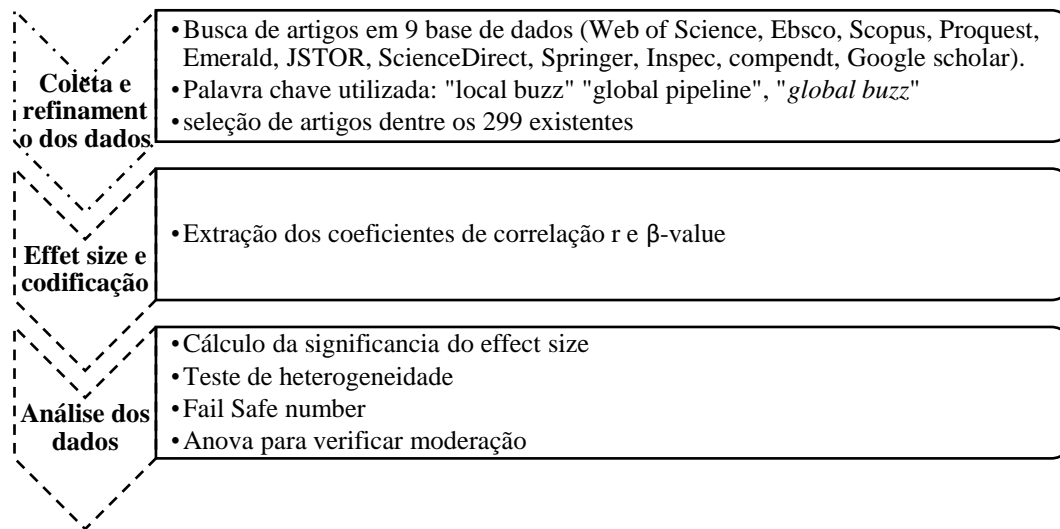 Coleta e
refinament
o dos dados
•Busca de artigos em 9 base de dados (Web of Science, Ebsco, Scopus, Proquest,
Emerald, JSTOR, ScienceDirect, Springer, Inspec, compendt, Google scholar).
•Palavra chave utilizada: "local buzz" "global pipeline", "global buzz"
•seleção de artigos dentre os 299 existentes
Effet size e
codificação
•Extração dos coeficientes de correlação r e β-value
Análise dos
dados
•Cálculo da significancia do effect size
•Teste de heterogeneidade
•Fail Safe number
•Anova para verificar moderação